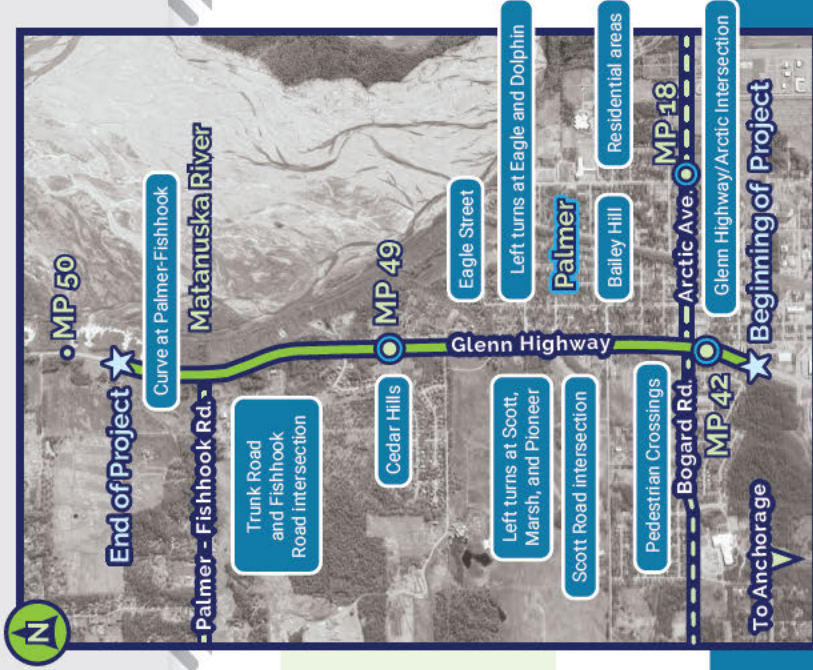 N
MP 50
End of Project
Curve at Palmer-Fishhook
Matanuska River
Palmer - Fishhook Rd.
Trunk Road
and Fishhook
Road intersection
MP 49
Cedar Hills
Eagle Street
Left turns at Eagle and Dolphin
Glenn Highway
Palmer
Left turns at Scott,
Marsh, and Pioneer
Scott Road intersection
Bailey Hill
Residential areas
Pedestrian Crossings
Bogard Rd.
Arctic Ave.
MP 18
MP 42
Glenn Highway/Arctic Intersection
Beginning of Project
To Anchorage